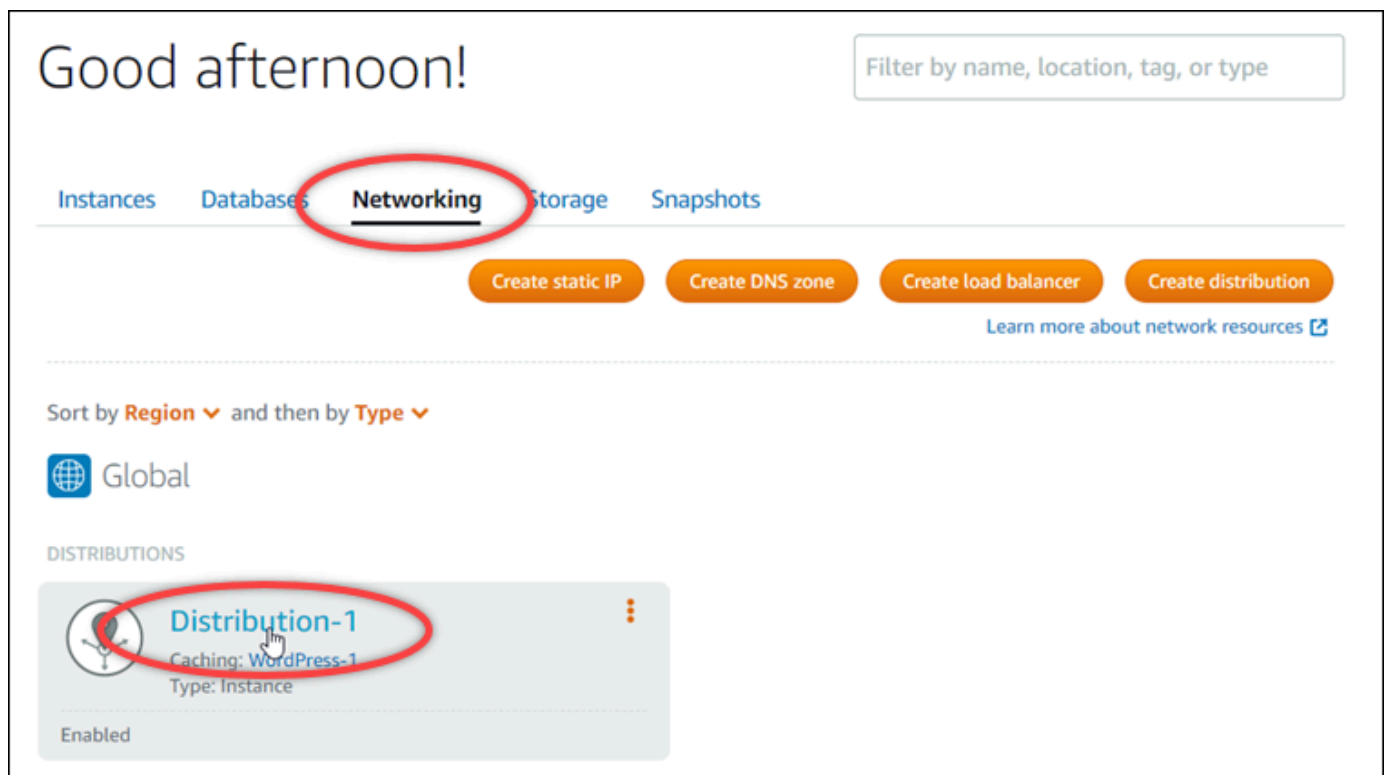 Good afternoon!
Filter by name, location, tag, or type
Instances Databases Networking Storage Snapshots
Create static IP Create DNS zone Create load balancer Create distribution
Learn more about network resources
Sort by Region and then by Type
Global
DISTRIBUTIONS
Distribution-1
Caching: WordPress-1
Type: Instance
Enabled